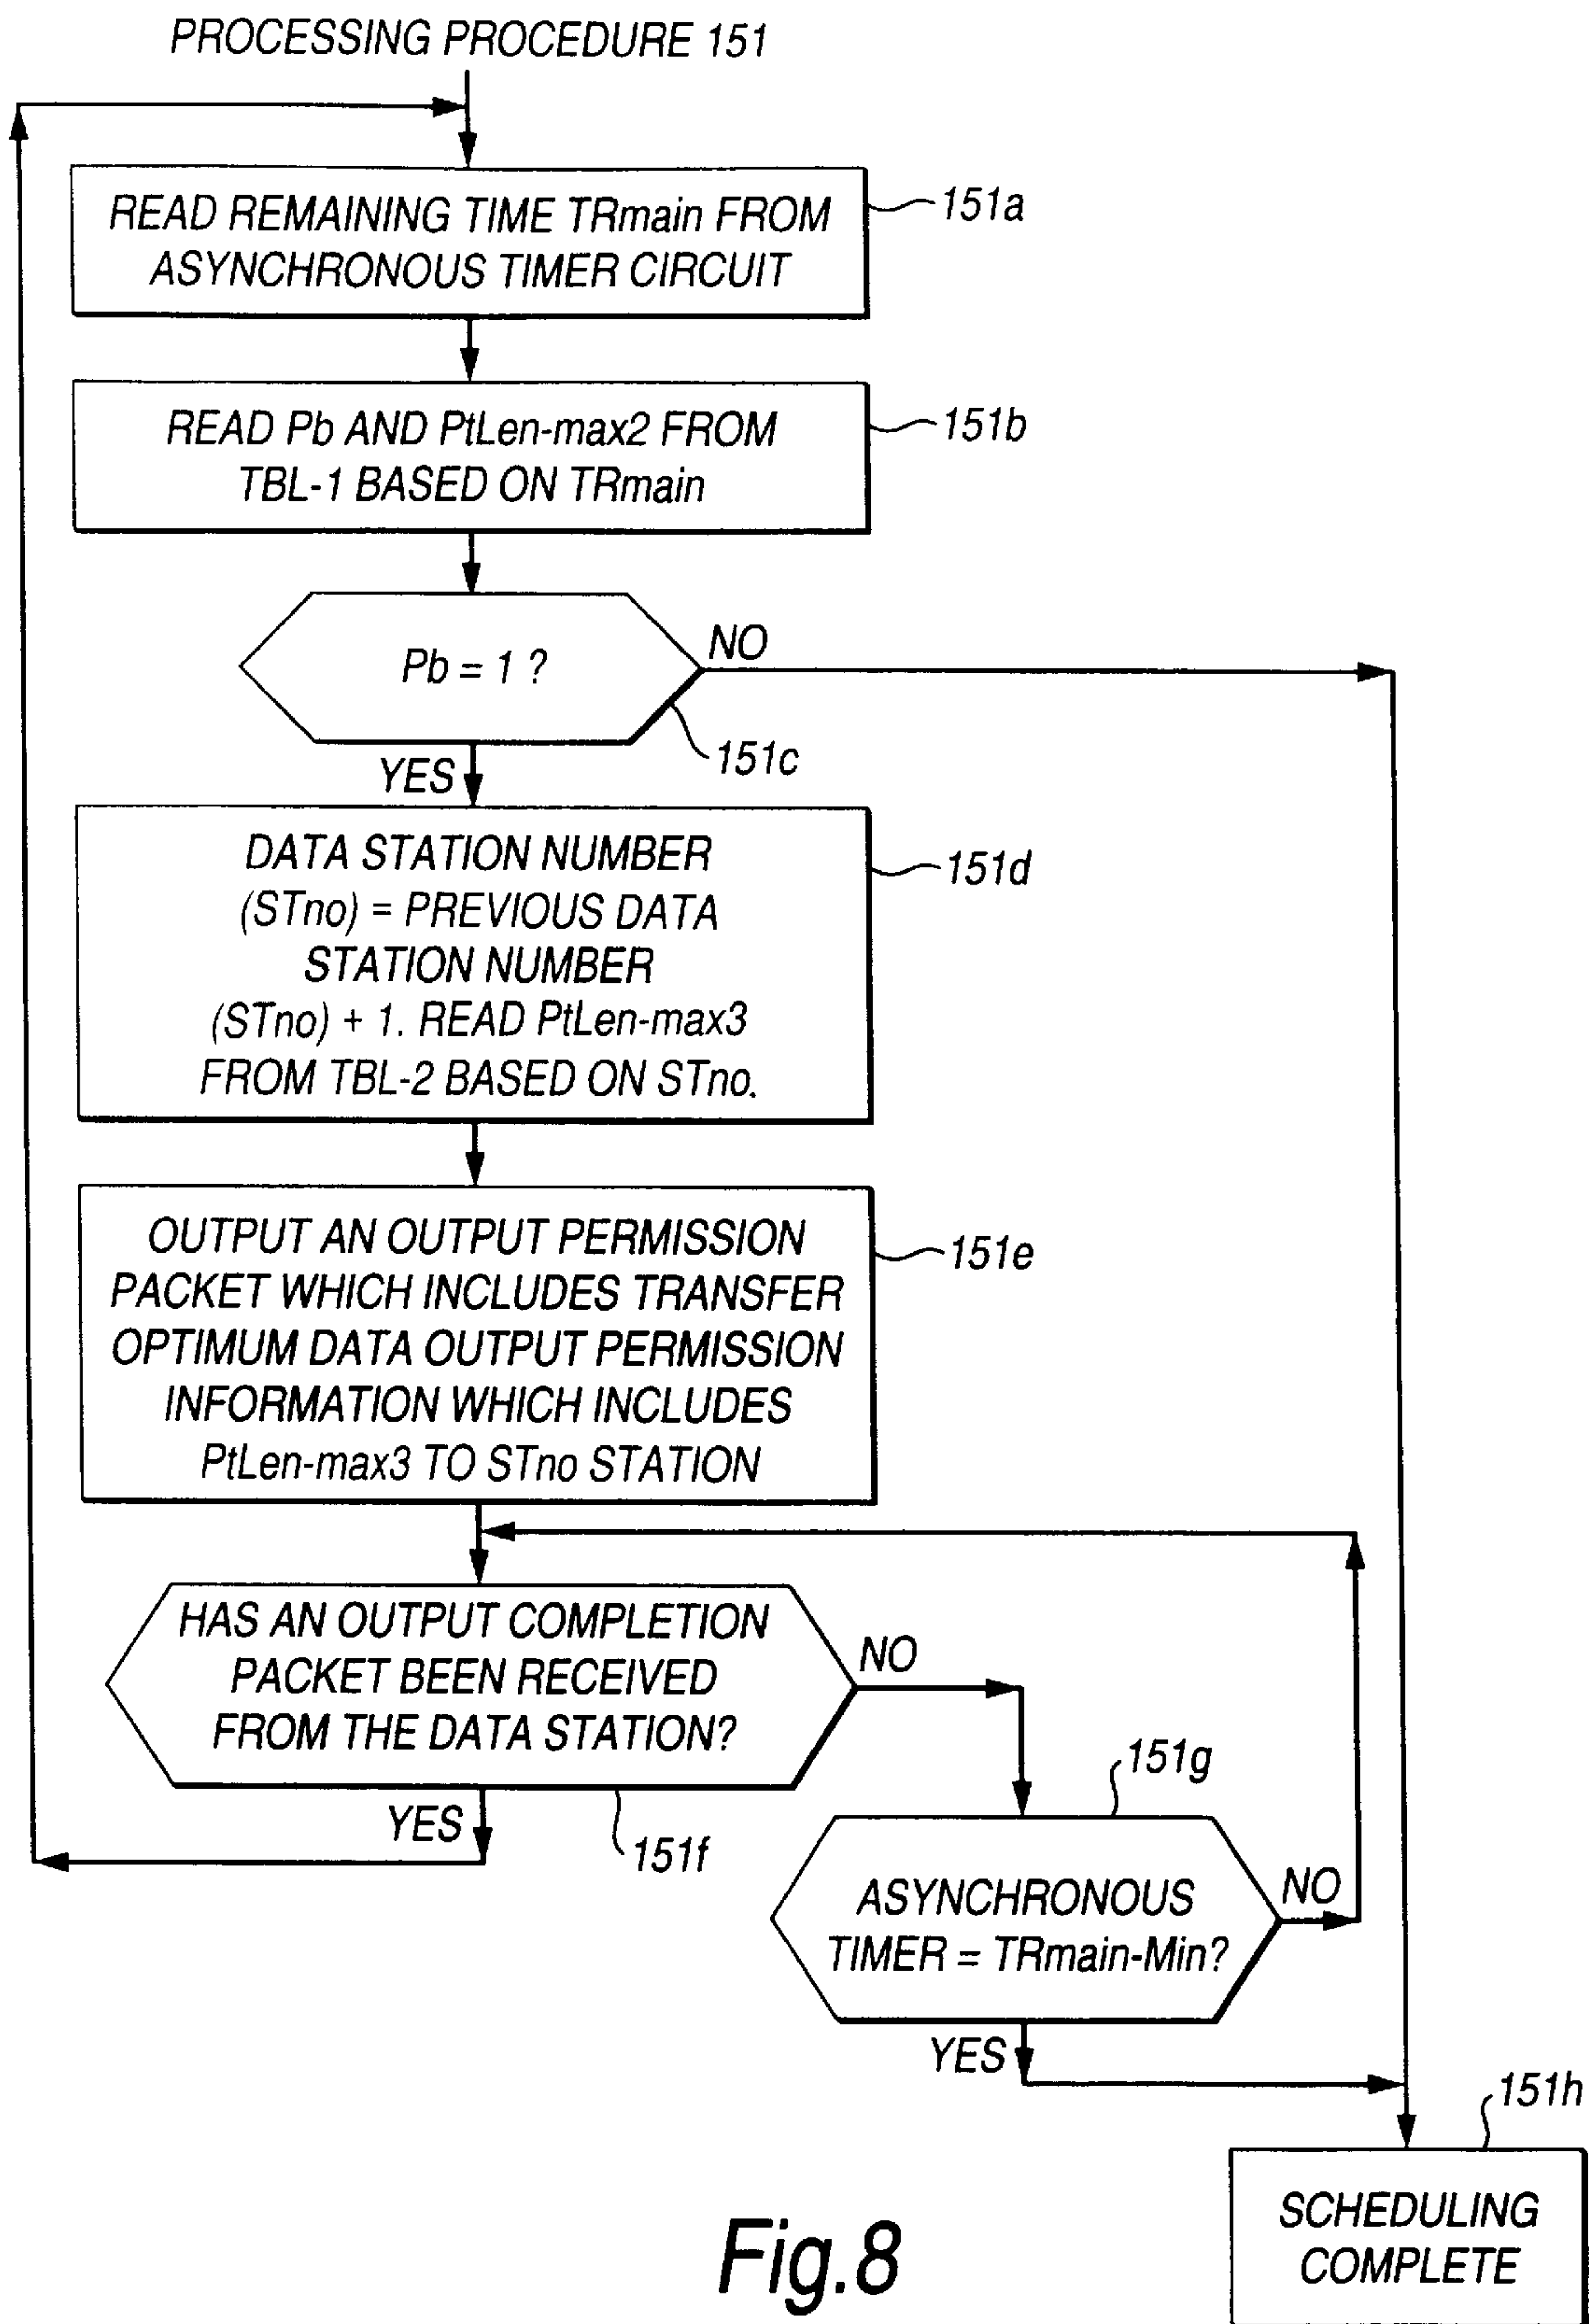 PROCESSING PROCEDURE 151
READ REMAINING TIME TRmain FROM
ASYNCHRONOUS TIMER CIRCUIT
151a
READ Pb AND PtLen-max2 FROM
TBL-1 BASED ON TRmain
151b
Pb = 1 ?
NO
151c
YES
DATA STATION NUMBER
(STno) = PREVIOUS DATA
STATION NUMBER
(STno) + 1. READ PtLen-max3
FROM TBL-2 BASED ON STno.
151d
OUTPUT AN OUTPUT PERMISSION
PACKET WHICH INCLUDES TRANSFER
OPTIMUM DATA OUTPUT PERMISSION
INFORMATION WHICH INCLUDES
PtLen-max3 TO STno STATION
151e
HAS AN OUTPUT COMPLETION
PACKET BEEN RECEIVED
FROM THE DATA STATION?
NO
YES
151f
151g
ASYNCHRONOUS
TIMER = TRmain-Min?
NO
YES
151h
SCHEDULING
COMPLETE
Fig.8